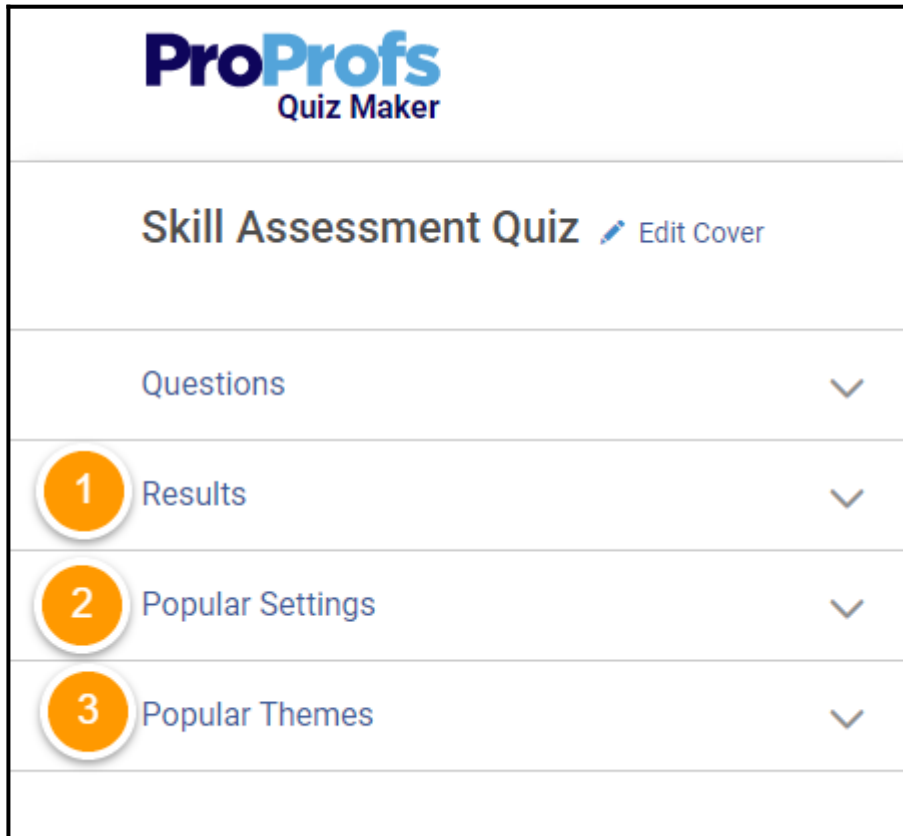 ProProfs
Quiz Maker
Skill Assessment Quiz Edit Cover
Questions
1 Results
2 Popular Settings
3 Popular Themes